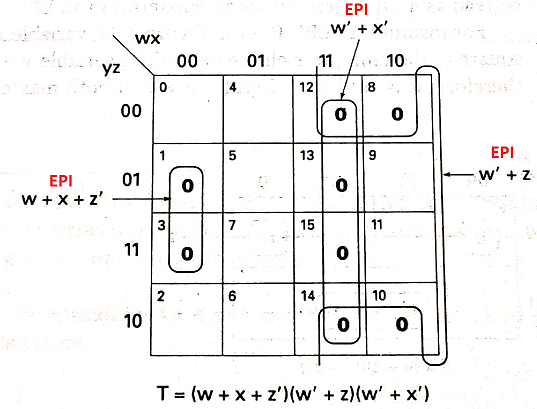 EPI
w' + x'
wx
yz
00 01 11 10
0 4 12 8
00 0 0
EPI
w' + z
1 5 13 9
01 0 0
EPI
w + x + z'
3 7 15 11
11 0 0
2 6 14 10
10 0 0
T = (w + x + z')(w' + z)(w' + x')